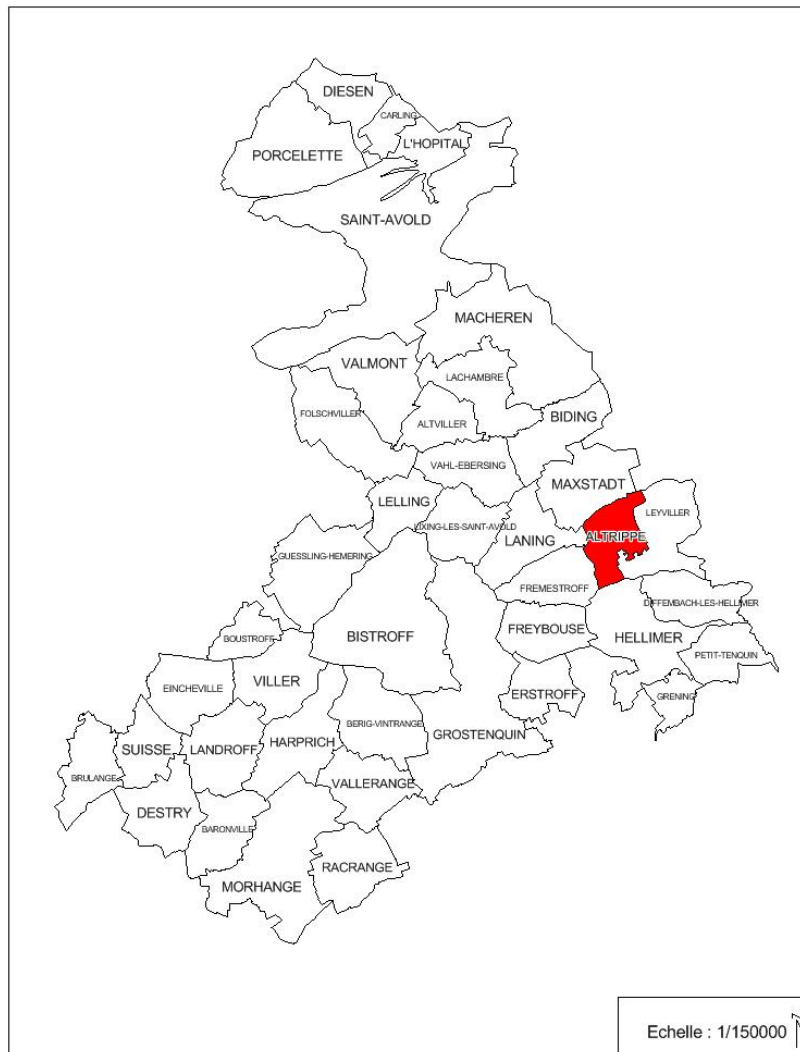 DIESEN
CARLING
L'HOPITAL
PORCELETTE
SAINT-AVOLD
MACHEREN
VALMONT
LACHAMBRE
FOLSCHVILLER
ALTVILLER
BIDING
VAHL-EBERSING
MAXSTADT
LELLING
LEYVILLER
LIXING-LES-SAINT-AVOLD
ALTRIPPE
LANING
GUESSLING-HEMERING
FREMESTROFF
DIFFEMBACH-LES-HELLIMER
FREYBOUSE
BISTROFF
HELLIMER
BOUSTROFF
PETIT-TENQUIN
VILLER
EINCHEVILLE
ERSTROFF
GRENING
BERIG-VINTRANGE
GROSTENQUIN
HARPRICH
SUISSE
LANDROFF
BRULANGE
VALLERANGE
DESTRY
BARONVILLE
RACRANGE
MORHANGE
Echelle : 1/150000